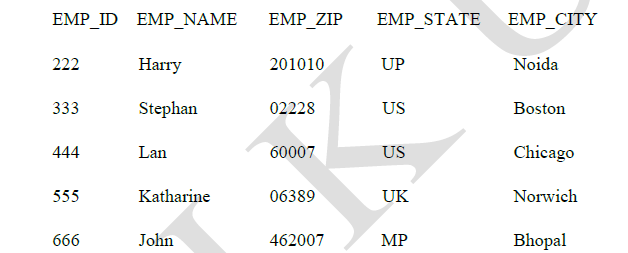 EMP_ID EMP_NAME EMP_ZIP EMP_STATE EMP_CITY
222 Harry 201010 UP Noida
333 Stephan 02228 US Boston
444 Lan 60007 US Chicago
555 Katharine 06389 UK Norwich
666 John 462007 MP Bhopal